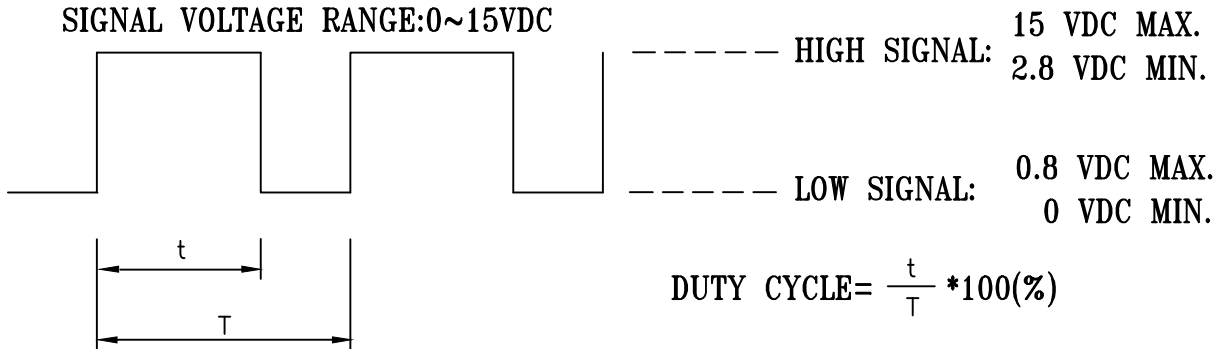 SIGNAL VOLTAGE RANGE:0~15VDC
HIGH SIGNAL: 15 VDC MAX.
2.8 VDC MIN.
LOW SIGNAL: 0.8 VDC MAX.
0 VDC MIN.
t
T
DUTY CYCLE= t/T *100(%)